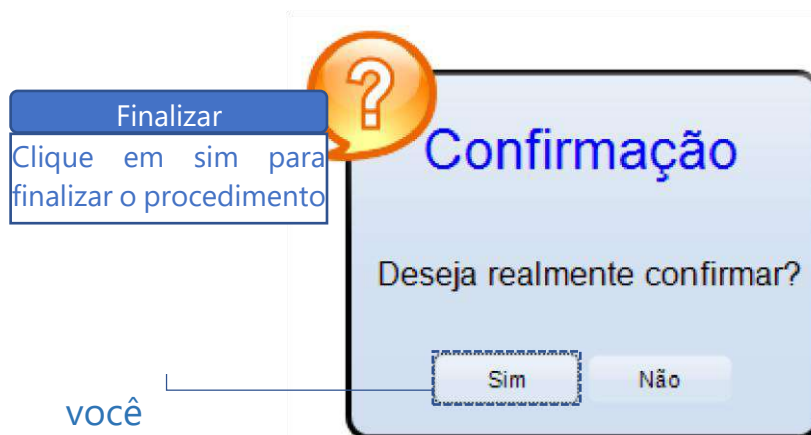 Finalizar
Clique em sim para
finalizar o procedimento
?
Confirmação
Deseja realmente confirmar?
Sim
Não
você